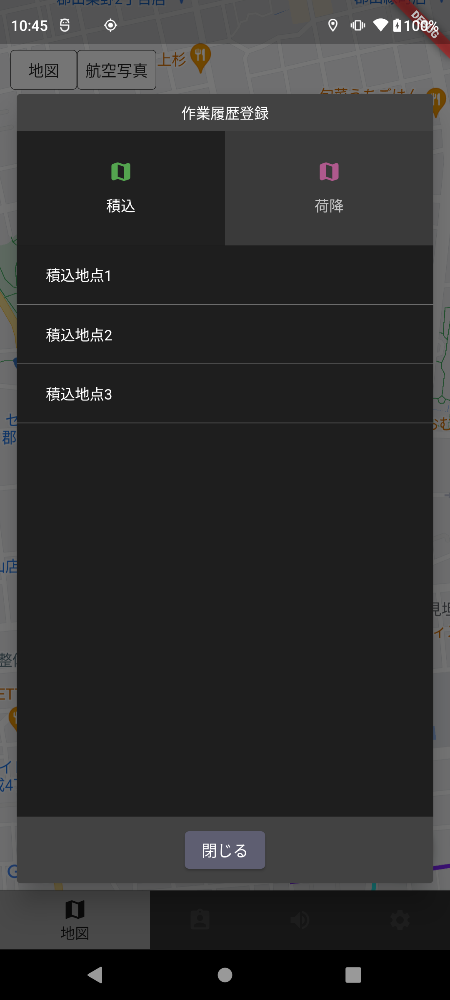 10:45
100%
DEBUG
地図
航空写真
上杉
作業履歴登録
積込
荷降
積込地点1
積込地点2
積込地点3
閉じる
地図